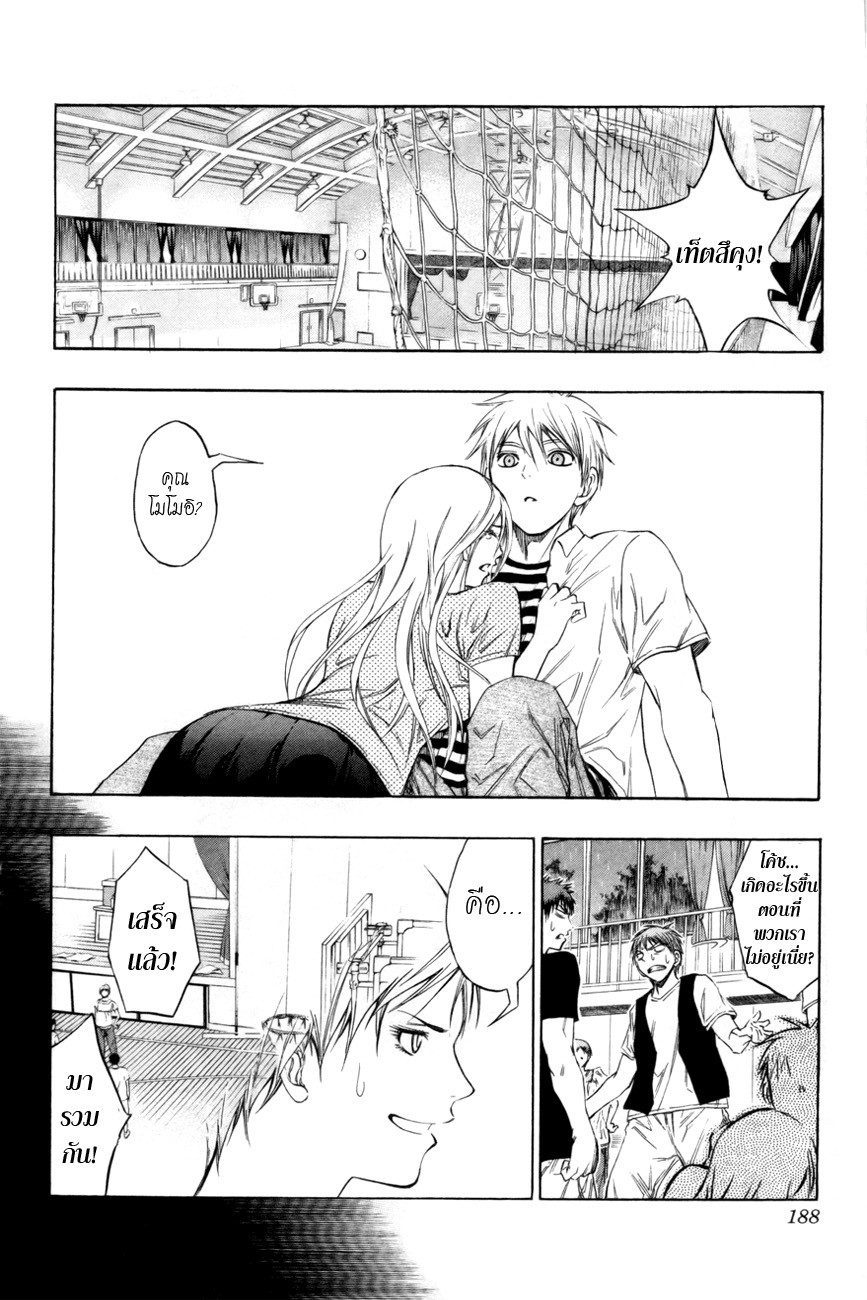 เท็ตสึคุง!
คุณ
โมโมอิ?
โค้ช...
เกิดอะไรขึ้น
ตอนที่
พวกเรา
ไม่อยู่เนี่ย?
คือ...
เสร็จ
แล้ว!
มา
รวม
กัน!
188